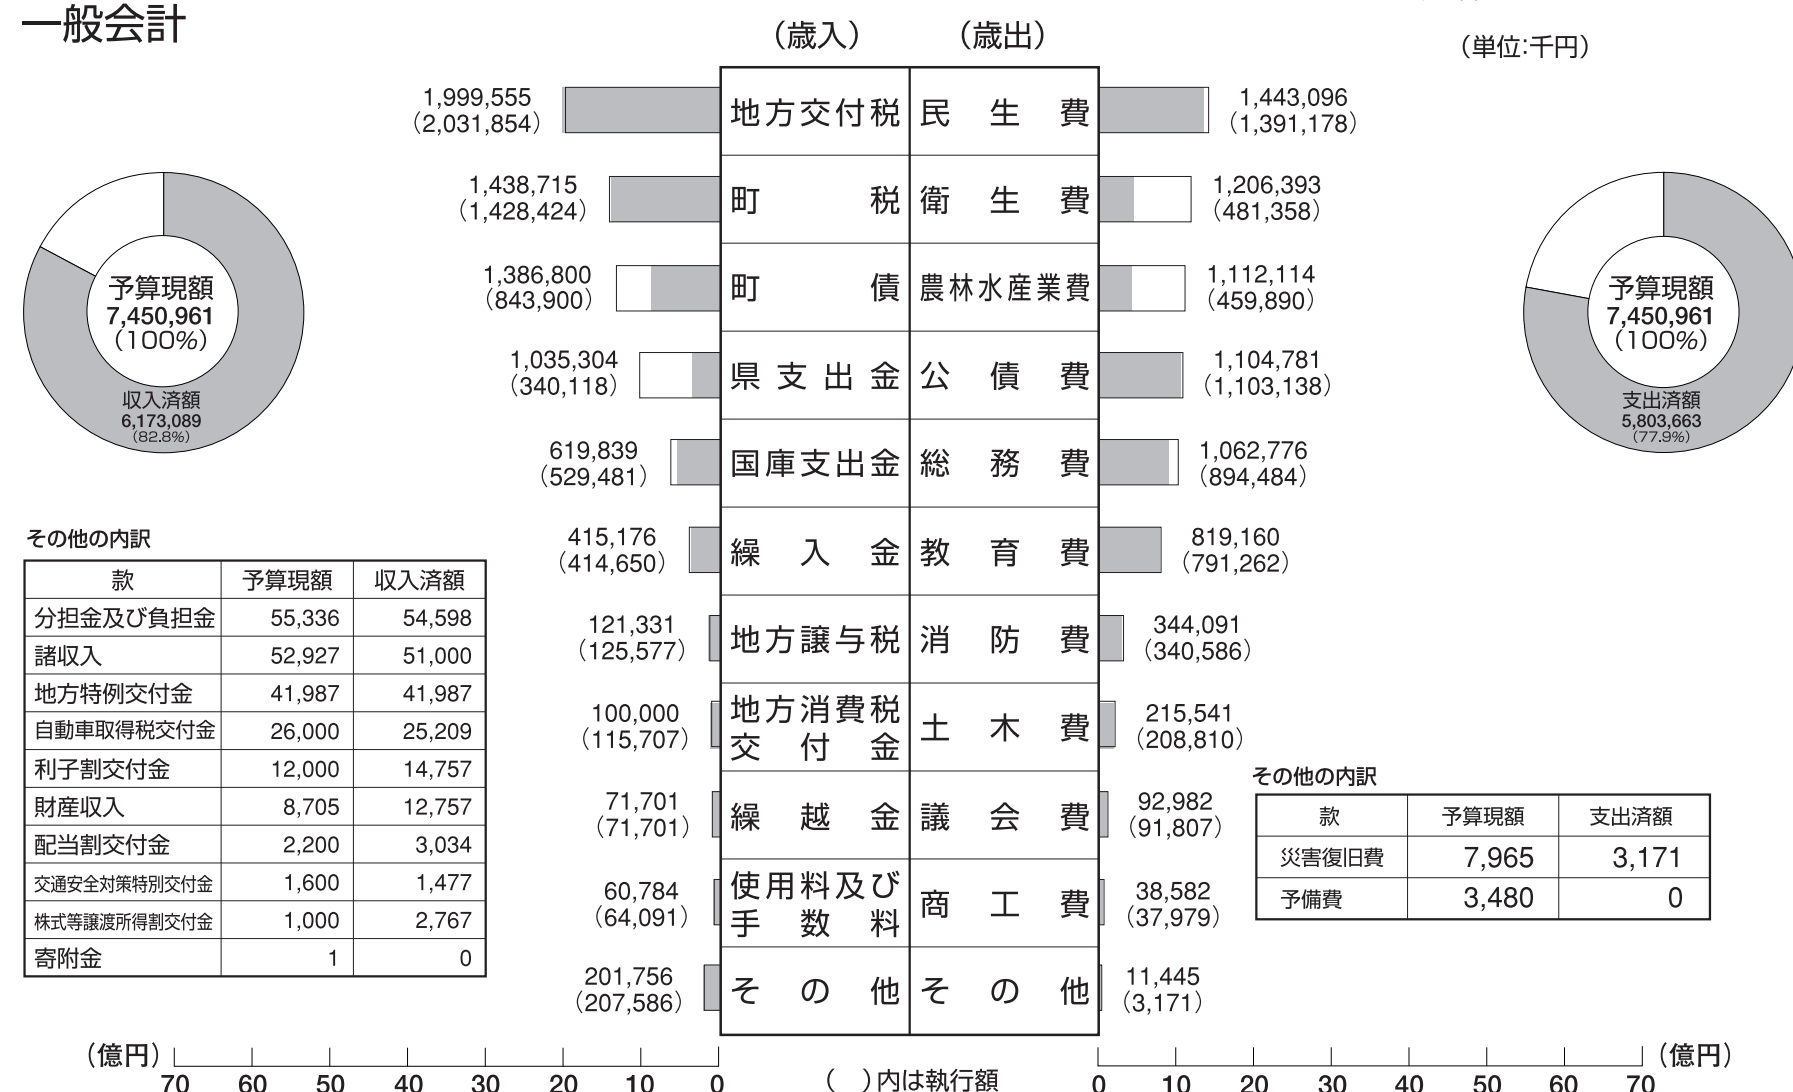 一般会計
（歳入）　（歳出）
（単位:千円）
1,999,555
（2,031,854）
地方交付税
民生費
1,443,096
（1,391,178）
1,438,715
（1,428,424）
町税
衛生費
1,206,393
（481,358）
1,386,800
（843,900）
町債
農林水産業費
1,112,114
（459,890）
1,035,304
（340,118）
県支出金
公債費
1,104,781
（1,103,138）
619,839
（529,481）
国庫支出金
総務費
1,062,776
（894,484）
415,176
（414,650）
繰入金
教育費
819,160
（791,262）
121,331
（125,577）
地方譲与税
消防費
344,091
（340,586）
100,000
（115,707）
地方消費税
交付金
土木費
215,541
（208,810）
71,701
（71,701）
繰越金
議会費
92,982
（91,807）
60,784
（64,091）
使用料及び
手数料
商工費
38,582
（37,979）
201,756
（207,586）
その他
その他
11,445
（3,171）
予算現額
7,450,961
（100%）
収入済額
6,173,089
（82.8%）
予算現額
7,450,961
（100%）
支出済額
5,803,663
（77.9%）
その他の内訳
款　予算現額　収入済額
分担金及び負担金　55,336　54,598
諸収入　52,927　51,000
地方特例交付金　41,987　41,987
自動車取得税交付金　26,000　25,209
利子割交付金　12,000　14,757
財産収入　8,705　12,757
配当割交付金　2,200　3,034
交通安全対策特別交付金　1,600　1,477
株式等譲渡所得割交付金　1,000　2,767
寄附金　1　0
その他の内訳
款　予算現額　支出済額
災害復旧費　7,965　3,171
予備費　3,480　0
（億円）
70　60　50　40　30　20　10　0
（　）内は執行額
0　10　20　30　40　50　60　70
（億円）